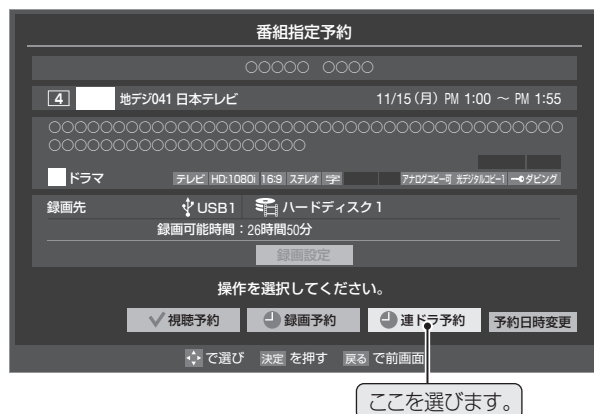 番組指定予約
○○○○○ ○○○○
4 地デジ041 日本テレビ 11/15(月) PM 1:00 ～ PM 1:55
○○○○○○○○○○○○○○○○○○○○○○○○○○○○○○○○
○○○○○○○○○○○○○○○○
ドラマ テレビ HD:1080i 16:9 ステレオ 字 アナログコピー可 光デジタルコピー1 ダビング
録画先 USB1 ハードディスク1
録画可能時間：26時間50分
録画設定
操作を選択してください。
視聴予約 録画予約 連ドラ予約 予約日時変更
で選び 決定 を押す 戻る で前画面
ここを選びます。